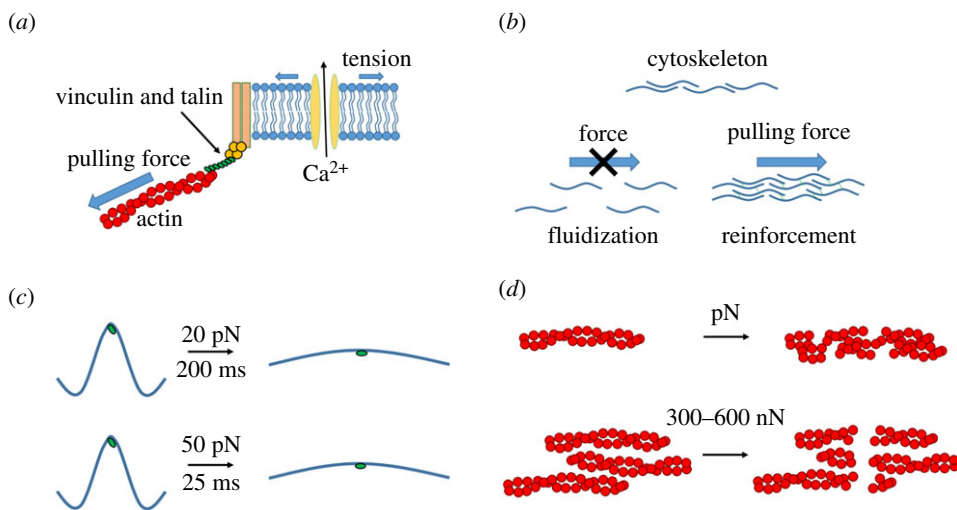 (a)
tension
vinculin and talin
pulling force
Ca2+
actin
(b)
cytoskeleton
force
pulling force
fluidization
reinforcement
(c)
20 pN
200 ms
50 pN
25 ms
(d)
pN
300–600 nN